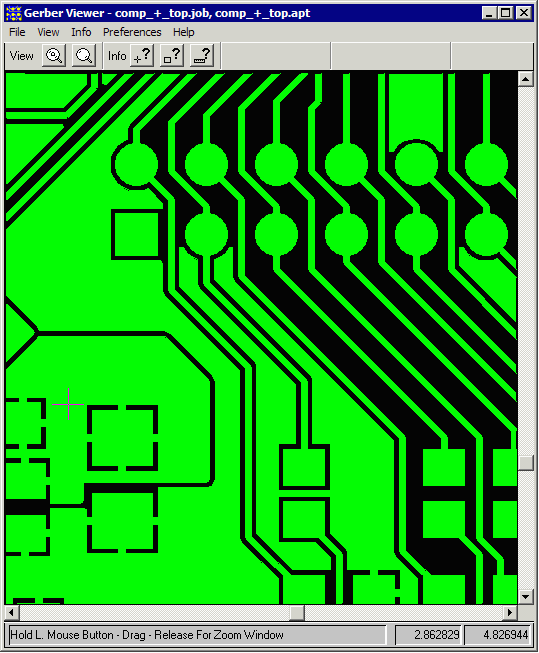 Gerber Viewer - comp_+_top.job, comp_+_top.apt
File View Info Preferences Help
View Info
Hold L. Mouse Button - Drag - Release For Zoom Window 2.862829 4.826944